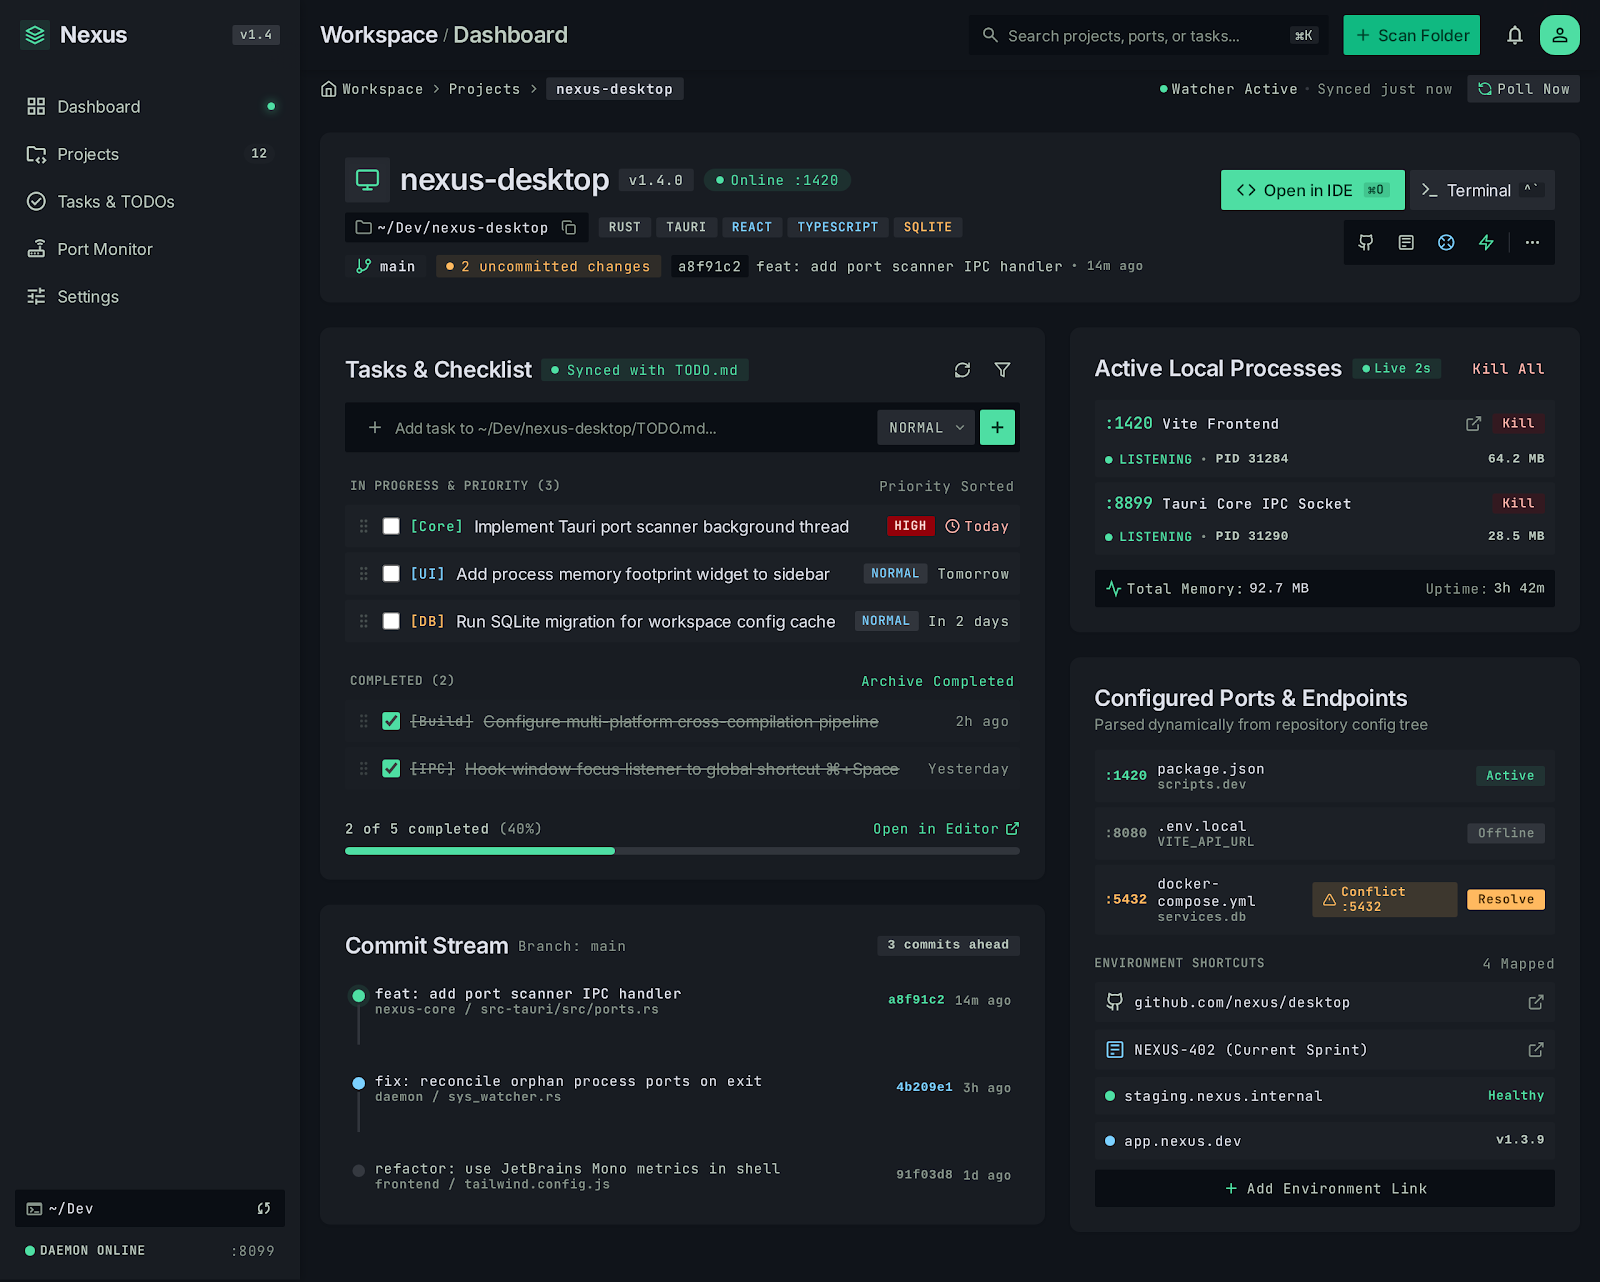 Nexus
v1.4
Dashboard
Projects
12
Tasks & TODOs
Port Monitor
Settings
~/Dev
DAEMON ONLINE
:8099
Workspace / Dashboard
Search projects, ports, or tasks...
⌘K
+ Scan Folder
Workspace > Projects > nexus-desktop
Watcher Active • Synced just now
Poll Now
nexus-desktop
v1.4.0
Online :1420
~/Dev/nexus-desktop
RUST
TAURI
REACT
TYPESCRIPT
SQLITE
main
2 uncommitted changes
a8f91c2 feat: add port scanner IPC handler • 14m ago
Open in IDE ⌘O
Terminal ^`
Tasks & Checklist
Synced with TODO.md
Add task to ~/Dev/nexus-desktop/TODO.md...
NORMAL
+
IN PROGRESS & PRIORITY (3)
Priority Sorted
[Core] Implement Tauri port scanner background thread
HIGH
Today
[UI] Add process memory footprint widget to sidebar
NORMAL
Tomorrow
[DB] Run SQLite migration for workspace config cache
NORMAL
In 2 days
COMPLETED (2)
Archive Completed
[Build] Configure multi-platform cross-compilation pipeline
2h ago
[IPC] Hook window focus listener to global shortcut ⌘+Space
Yesterday
2 of 5 completed (40%)
Open in Editor
Commit Stream
Branch: main
3 commits ahead
feat: add port scanner IPC handler
nexus-core / src-tauri/src/ports.rs
a8f91c2 14m ago
fix: reconcile orphan process ports on exit
daemon / sys_watcher.rs
4b209e1 3h ago
refactor: use JetBrains Mono metrics in shell
frontend / tailwind.config.js
91f03d8 1d ago
Active Local Processes
Live 2s
Kill All
:1420 Vite Frontend
Kill
LISTENING • PID 31284
64.2 MB
:8899 Tauri Core IPC Socket
Kill
LISTENING • PID 31290
28.5 MB
Total Memory: 92.7 MB
Uptime: 3h 42m
Configured Ports & Endpoints
Parsed dynamically from repository config tree
:1420
package.json
scripts.dev
Active
:8080
.env.local
VITE_API_URL
Offline
:5432
docker-
compose.yml
services.db
Conflict
:5432
Resolve
ENVIRONMENT SHORTCUTS
4 Mapped
github.com/nexus/desktop
NEXUS-402 (Current Sprint)
staging.nexus.internal
Healthy
app.nexus.dev
v1.3.9
+ Add Environment Link